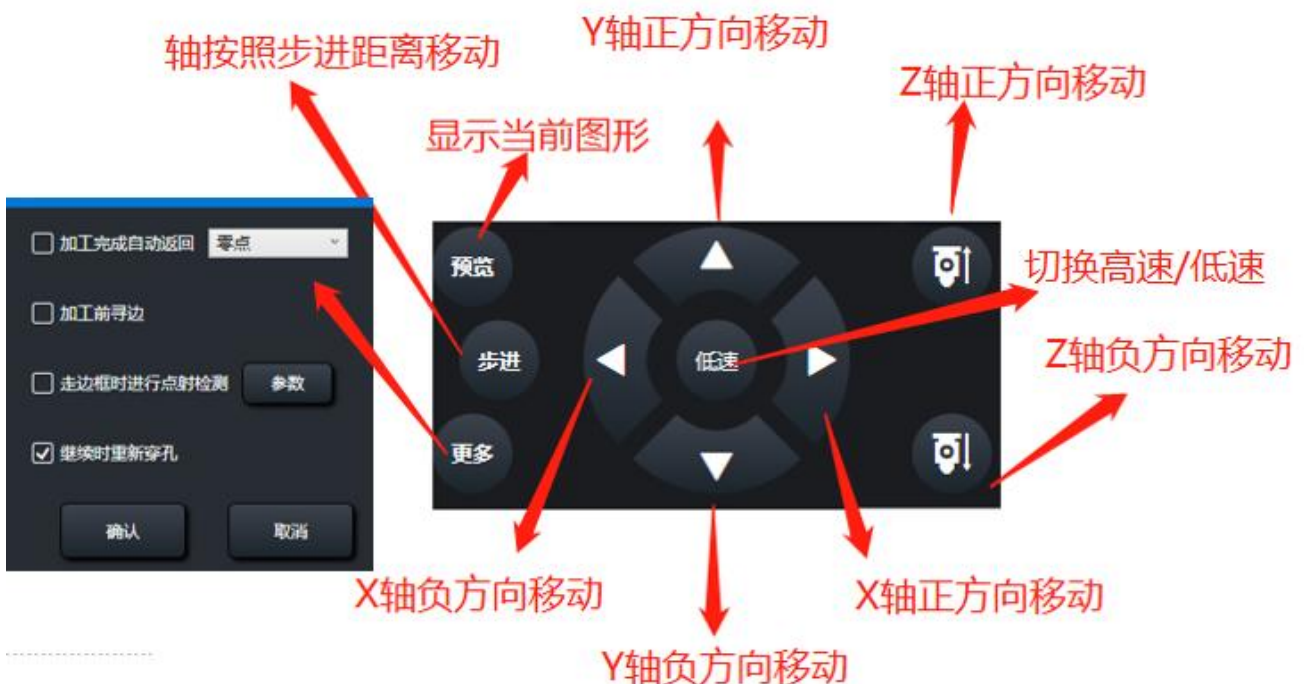 Y轴正方向移动
轴按照步进距离移动
Z轴正方向移动
显示当前图形
加工完成自动返回 零点
预览
切换高速/低速
加工前寻边
步进
低速
Z轴负方向移动
走边框时进行点射检测 参数
更多
继续时重新穿孔
确认 取消
X轴负方向移动
X轴正方向移动
Y轴负方向移动